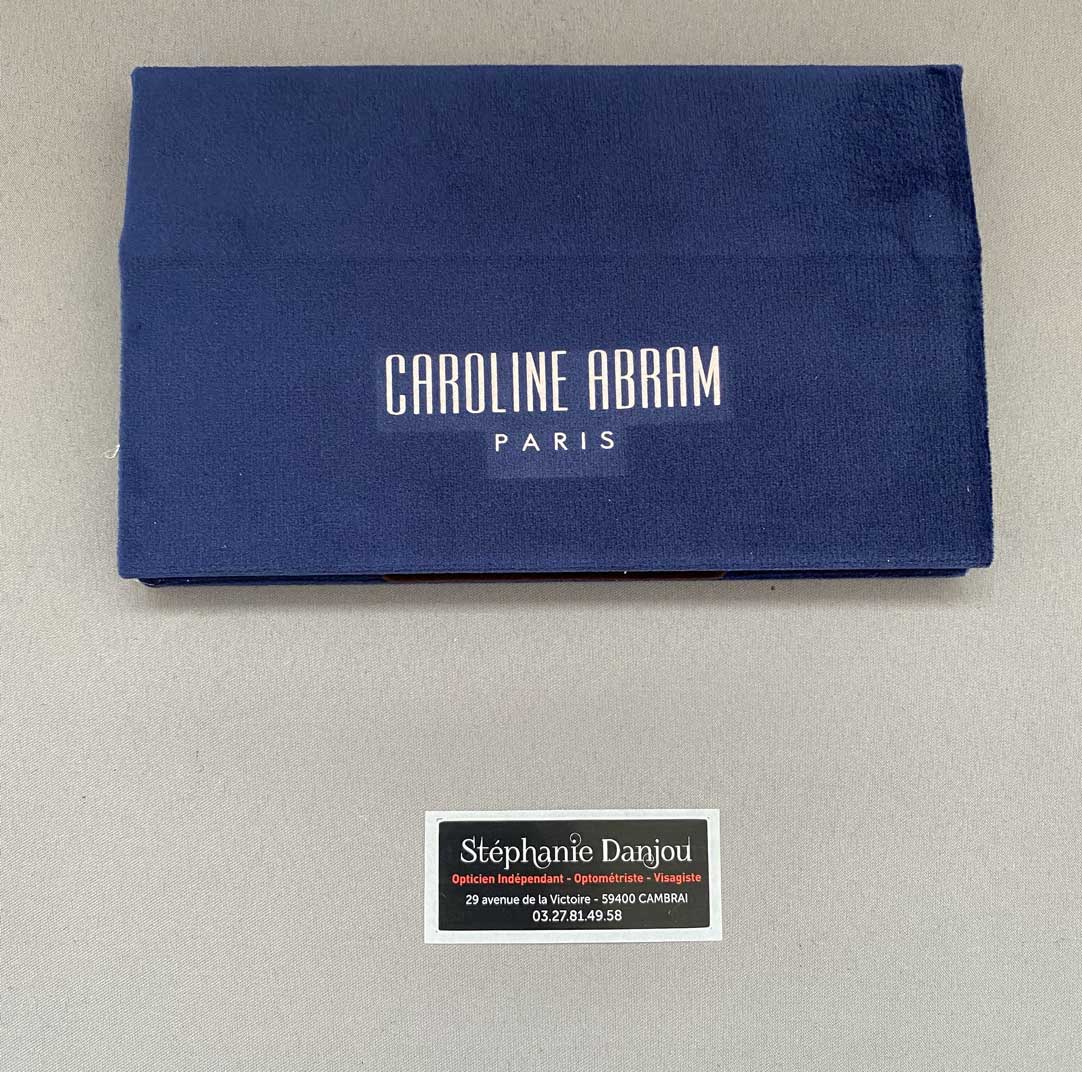 CAROLINE ABRAM
PARIS
Stéphanie Danjou
Opticien Indépendant - Optométriste - Visagiste
29 avenue de la Victoire - 59400 CAMBRAI
03.27.81.49.58